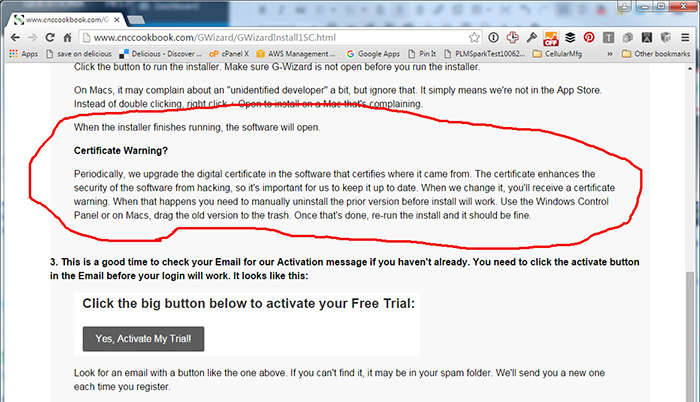 www.cnccookbook.com/G
www.cnccookbook.com/GWizard/GWizardInstall1SC.html
Apps save on delicious Delicious - Discover ... cPanel X AWS Management ... Google Apps Pin It PLMSparkTest10062... CellularMfg » Other bookmarks
Click the button to run the installer. Make sure G-Wizard is not open before you run the installer.
On Macs, it may complain about an "unidentified developer" a bit, but ignore that. It simply means we're not in the App Store.
Instead of double clicking, right click + Open to install on a Mac that's complaining.
When the installer finishes running, the software will open.
Certificate Warning?
Periodically, we upgrade the digital certificate in the software that certifies where it came from. The certificate enhances the
security of the software from hacking, so it's important for us to keep it up to date. When we change it, you'll receive a certificate
warning. When that happens you need to manually uninstall the prior version before install will work. Use the Windows Control
Panel or on Macs, drag the old version to the trash. Once that's done, re-run the install and it should be fine.
3. This is a good time to check your Email for our Activation message if you haven't already. You need to click the activate button
in the Email before your login will work. It looks like this:
Click the big button below to activate your Free Trial:
Yes, Activate My Trial!
Look for an email with a button like the one above. If you can't find it, it may be in your spam folder. We'll send you a new one
each time you register.